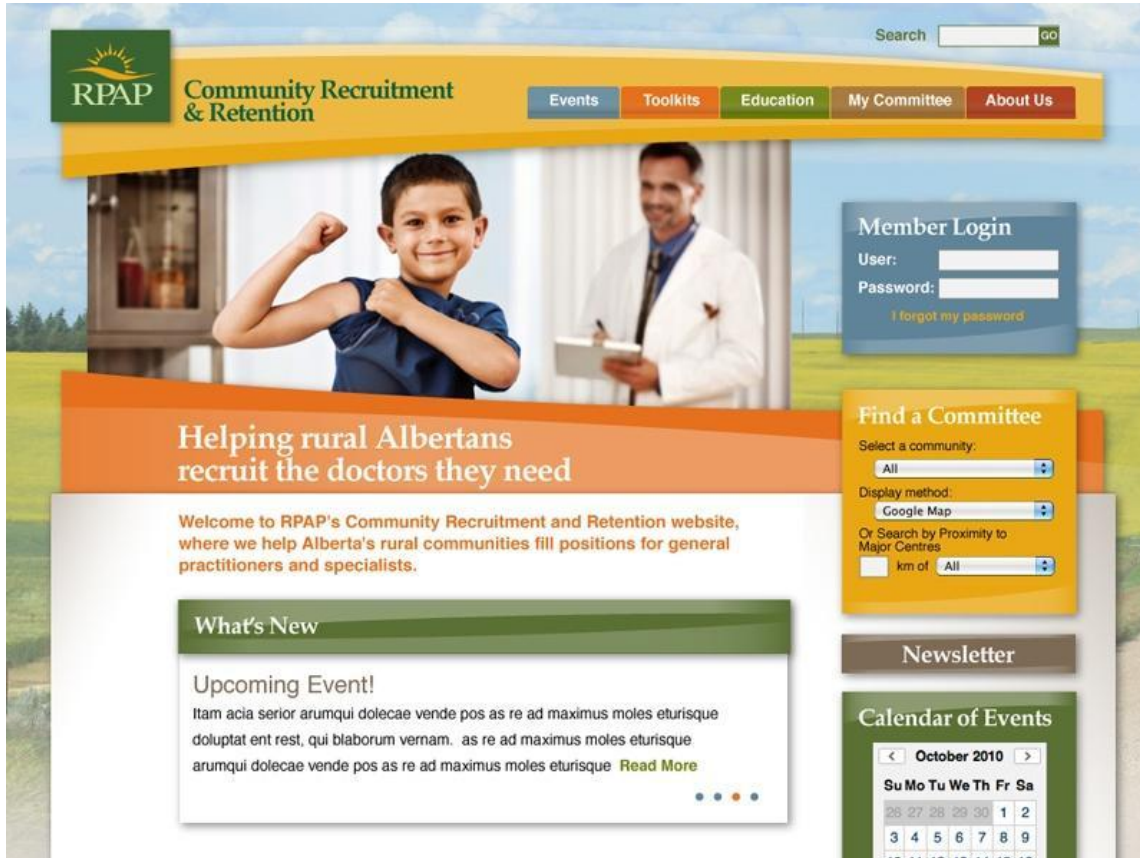 Search GO
RPAP
Community Recruitment
& Retention
Events Toolkits Education My Committee About Us
Member Login
User:
Password:
I forgot my password
Helping rural Albertans
recruit the doctors they need
Find a Committee
Select a community:
All
Display method:
Google Map
Or Search by Proximity to
Major Centres
km of All
Welcome to RPAP's Community Recruitment and Retention website,
where we help Alberta's rural communities fill positions for general
practitioners and specialists.
What's New
Upcoming Event!
Itam acia serior arumqui dolecae vende pos as re ad maximus moles eturisque
doluptat ent rest, qui blaborum vernam. as re ad maximus moles eturisque
arumqui dolecae vende pos as re ad maximus moles eturisque Read More
Newsletter
Calendar of Events
< October 2010 >
Su Mo Tu We Th Fr Sa
26 27 28 29 30 1 2
3 4 5 6 7 8 9